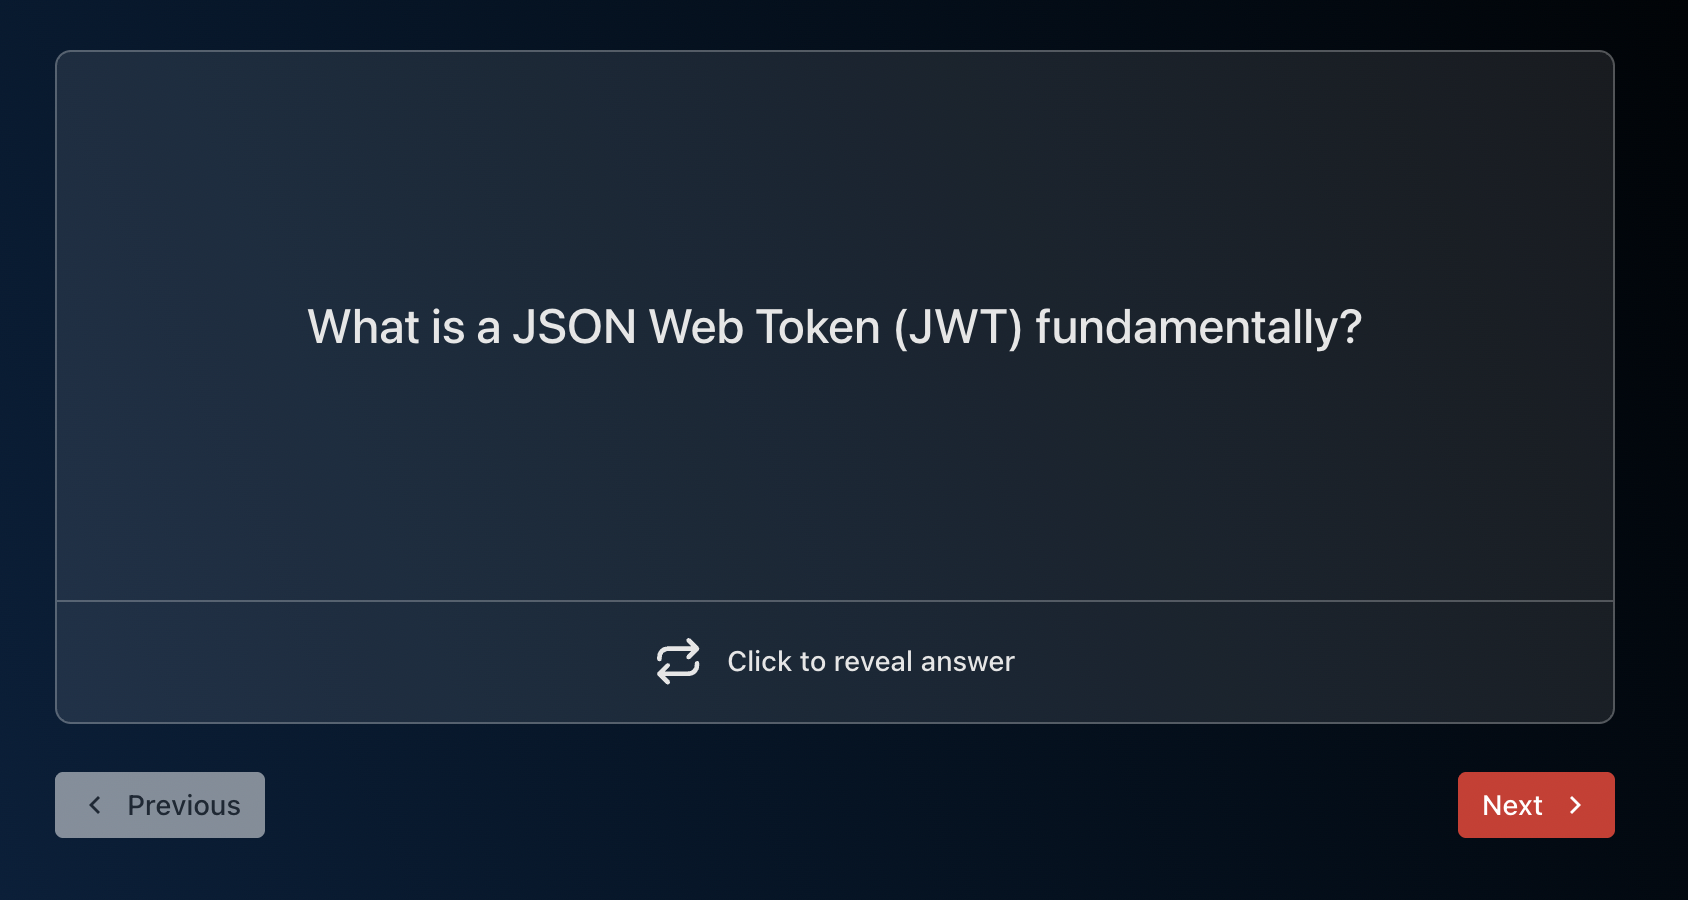 What is a JSON Web Token (JWT) fundamentally?
Click to reveal answer
Previous
Next